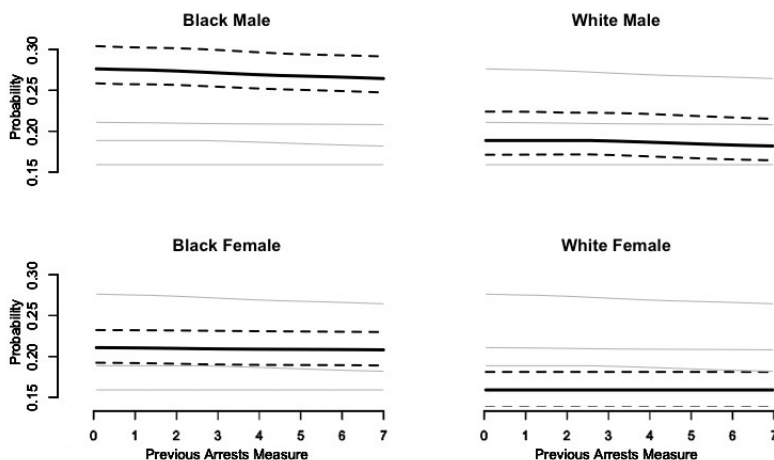 Black Male
White Male
Probability
0.30
0.25
0.20
0.15
Black Female
White Female
Probability
0.30
0.25
0.20
0.15
0 1 2 3 4 5 6 7
0 1 2 3 4 5 6 7
Previous Arrests Measure
Previous Arrests Measure